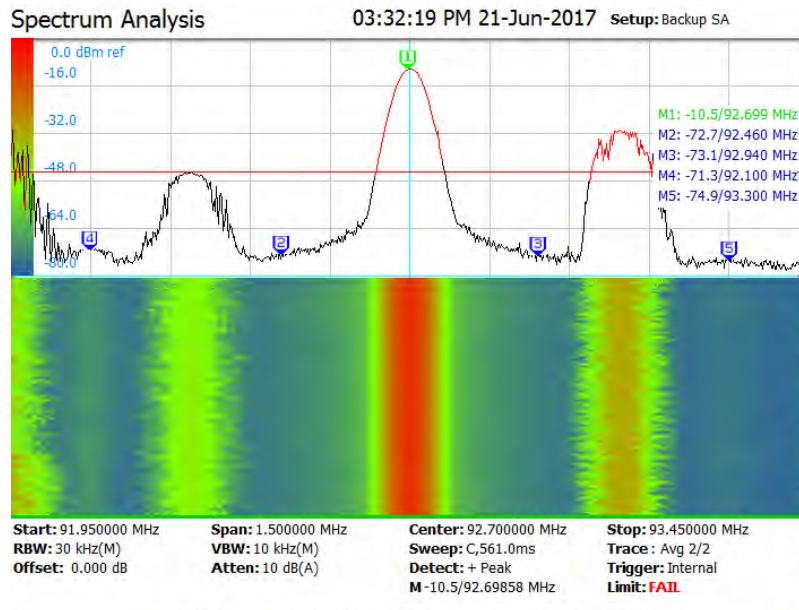 Spectrum Analysis 03:32:19 PM 21-Jun-2017 Setup: Backup SA
0.0 dBm ref
-16.0
-32.0
-48.0
-64.0
-80.0
1
M1: -10.5/92.699 MHz
M2: -72.7/92.460 MHz
M3: -73.1/92.940 MHz
M4: -71.3/92.100 MHz
M5: -74.9/93.300 MHz
4
2
3
5
Start: 91.950000 MHz Span: 1.500000 MHz Center: 92.700000 MHz Stop: 93.450000 MHz
RBW: 30 kHz(M) VBW: 10 kHz(M) Sweep: C,561.0ms Trace : Avg 2/2
Offset: 0.000 dB Atten: 10 dB(A) Detect: + Peak Trigger: Internal
M -10.5/92.69858 MHz Limit: FAIL